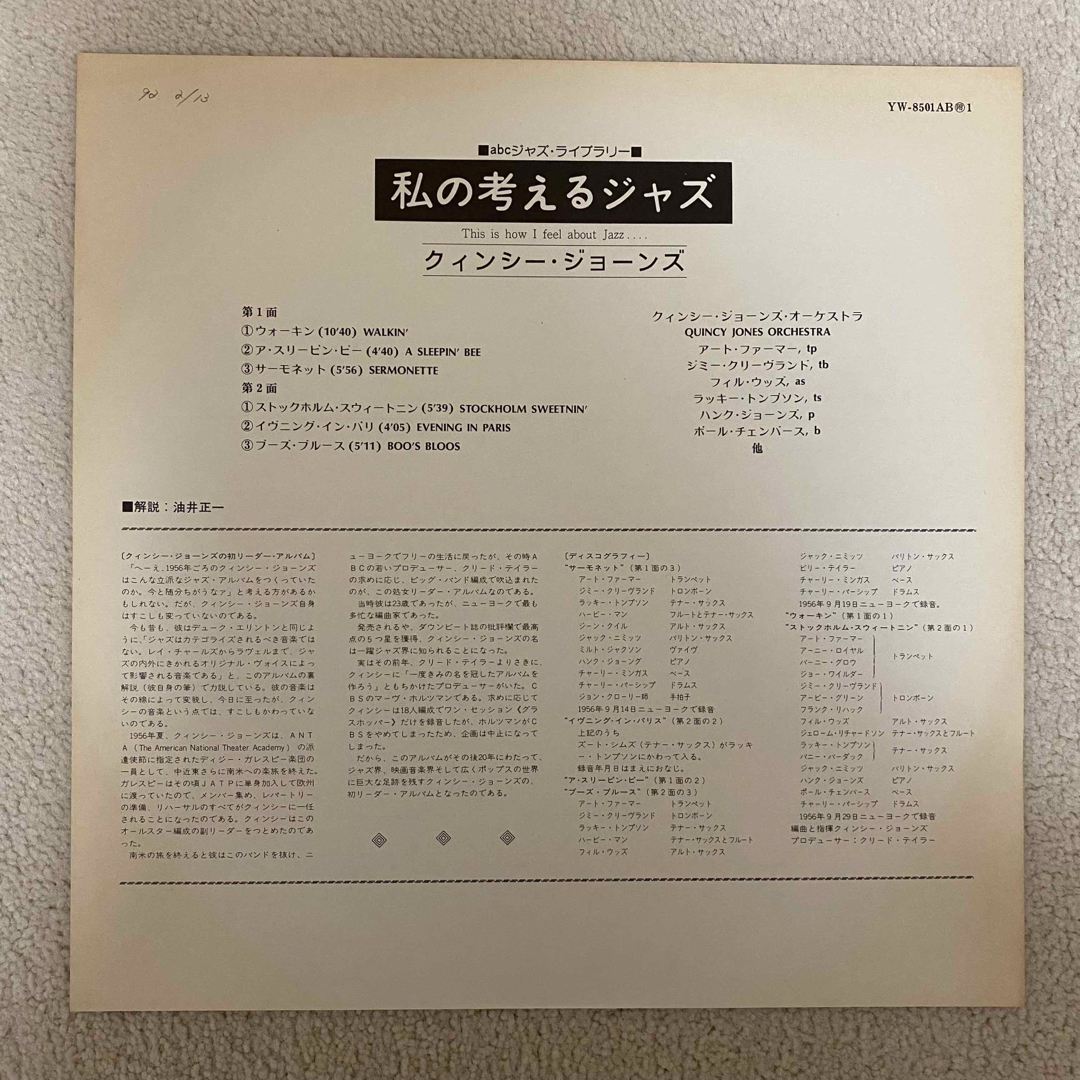 92 2/13
YW-8501AB㊕1
■abcジャズ・ライブラリー■
私の考えるジャズ
This is how I feel about Jazz....
クィンシー・ジョーンズ
第1面
①ウォーキン (10'40) WALKIN'
②ア・スリーピン・ビー (4'40) A SLEEPIN' BEE
③サーモネット (5'56) SERMONETTE
第2面
①ストックホルム・スウィートニン (5'39) STOCKHOLM SWEETNIN'
②イヴニング・イン・パリ (4'05) EVENING IN PARIS
③ブーズ・ブルース (5'11) BOO'S BLOOS
クィンシー・ジョーンズ・オーケストラ
QUINCY JONES ORCHESTRA
アート・ファーマー, tp
ジミー・クリーヴランド, tb
フィル・ウッズ, as
ラッキー・トンプソン, ts
ハンク・ジョーンズ, p
ポール・チェンバース, b
他
■解説：油井正一
〔クィンシー・ジョーンズの初リーダー・アルバム〕
「へーえ、1956年ごろのクィンシー・ジョーンズ
はこんな立派なジャズ・アルバムをつくっていた
のか。今と随分ちがうなァ」と考える方があるか
もしれない。だが、クィンシー・ジョーンズ自身
はすこしも変っていないのである。
今も昔も、彼はデューク・エリントンと同じよ
うに、「ジャズはカテゴライズされるべき音楽では
ない。レイ・チャールズからラヴェルまで、ジャ
ズの内外にきかれるオリジナル・ヴォイスによっ
て影響される音楽である」と、このアルバムの裏
解説（彼自身の筆）で力説している。彼の音楽は
その線によって変貌し、今日に至ったが、クィン
シーの音楽という点では、すこしもかわっていな
いのである。
1956年夏、クィンシー・ジョーンズは、ANT
A（The American National Theater Academy）の派
遣使節に指定されたディジー・ガレスピー楽団の
一員として、中近東さらに南米への楽旅を終えた。
ガレスピーはその頃JATPに単身加入して欧州
に渡っていたので、メンバー集め、レパートリー
の準備、リハーサルのすべてがクィンシーに一任
されることになったのである。クィンシーはこの
オールスター編成の副リーダーをつとめたのであ
った。
南米の旅を終えると彼はこのバンドを抜け、ニ
ューヨークでフリーの生活に戻ったが、その時A
BCの若いプロデューサー、クリード・テイラー
の求めに応じ、ビッグ・バンド編成で吹込まれた
のが、この処女リーダー・アルバムなのである。
当時彼は23歳であったが、ニューヨークで最も
多忙な編曲家であった。
発売されるや、ダウンビート誌の批評欄で最高
点の5つ星を獲得、クィンシー・ジョーンズの名
は一躍ジャズ界に知られることになった。
実はその前年、クリード・テイラーよりさきに、
クィンシーに「一度きみの名を冠したアルバムを
作ろう」ともちかけたプロデューサーがいた。C
BSのマーヴ・ホルツマンである。求めに応じて
クィンシーは18人編成でワン・セッション《グラ
スホッパー》だけを録音したが、ホルツマンがC
BSをやめてしまったため、企画は中止になって
しまった。
だから、このアルバムがその後20年にわたって、
ジャズ界、映画音楽界そして広くポップスの世界
に巨大な足跡を残すクィンシー・ジョーンズの、
初リーダー・アルバムとなったのである。
〔ディスコグラフィー〕
"サーモネット"（第1面の3）
アート・ファーマー トランペット
ジミー・クリヴランド トロンボーン
ラッキー・トンプソン テナー・サックス
ハービー・マン フルートとテナー・サックス
ジーン・クイル アルト・サックス
ジャック・ニミッツ バリトン・サックス
ミルト・ジャクソン ヴァイヴ
ハンク・ジョーング ピアノ
チャーリー・ミンガス ベース
チャーリー・パーシップ ドラムス
ジョン・クローリー師 手拍子
1956年9月14日ニューヨークで録音
"イヴニング・イン・パリス"（第2面の2）
上記のうち
ズート・シムズ（テナー・サックス）がラッキ
ー・トンプソンにかわって入る。
録音年月日はまえにおなじ。
"ア・スリーピン・ビー"（第1面の2）
"ブーズ・ブルース"（第2面の3）
アート・ファーマー トランペット
ジミー・クリヴランド トロンボーン
ラッキー・トンプソン テナー・サックス
ハービー・マン テナー・サックスとフルート
フィル・ウッズ アルト・サックス
ジャック・ニミッツ バリトン・サックス
ビリー・テイラー ピアノ
チャーリー・ミンガス ベース
チャーリー・パーシップ ドラムス
1956年9月19日ニューヨークで録音。
"ウォーキン"（第1面の1）
"ストックホルム・スウィートニン"（第2面の1）
アート・ファーマー
アーニー・ロイヤル
バーニー・グロウ
ジョー・ワイルダー
トランペット
ジミー・クリーヴランド
アービー・グリーン
フランク・リハック
トロンボーン
フィル・ウッズ アルト・サックス
ジェローム・リチャードソン テナー・サックスとフルート
ラッキー・トンプソン
バニー・バーダック
テナー・サックス
ジャック・ニミッツ バリトン・サックス
ハンク・ジョーンズ ピアノ
ポール・チェンバース ベース
チャーリー・パーシップ ドラムス
1956年9月29日ニューヨークで録音
編曲と指揮クィンシー・ジョーンズ
プロデューサー：クリード・テイラー